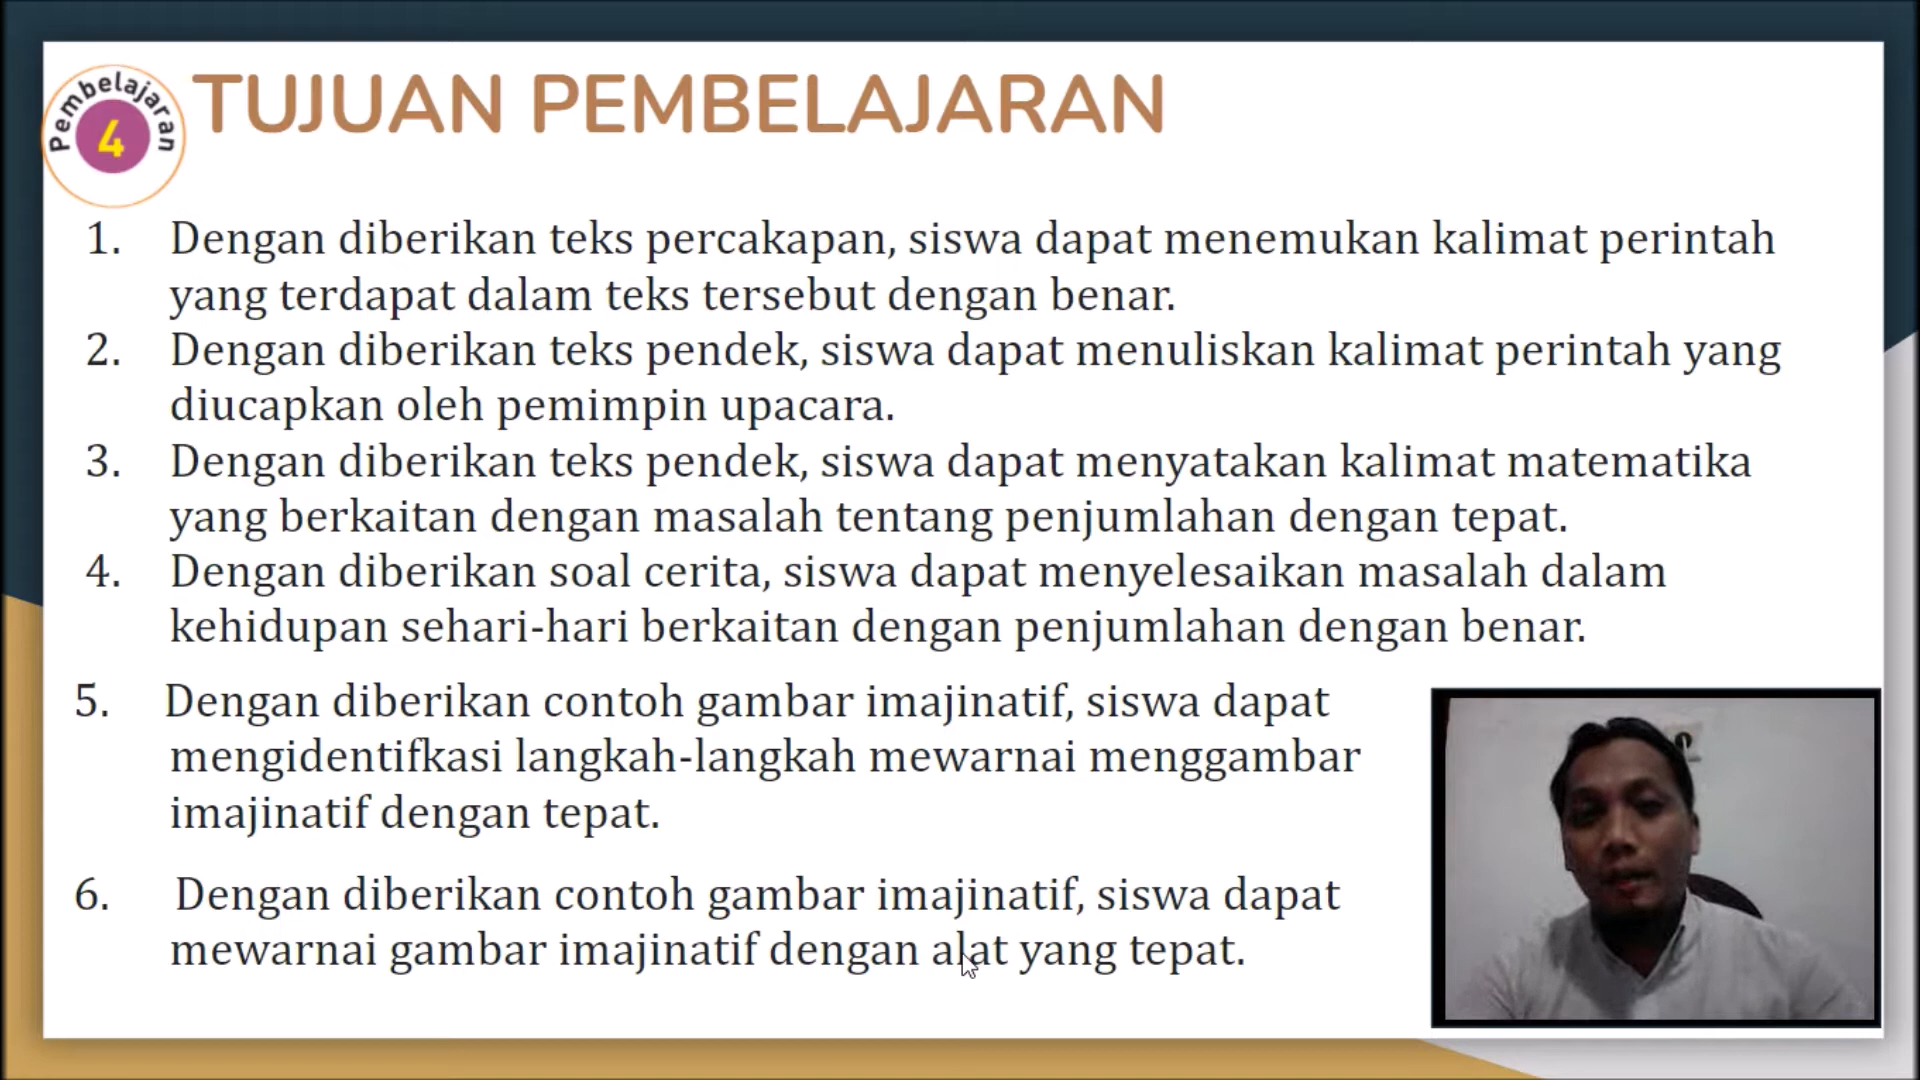 Pembelajaran
4
TUJUAN PEMBELAJARAN
1. Dengan diberikan teks percakapan, siswa dapat menemukan kalimat perintah
yang terdapat dalam teks tersebut dengan benar.
2. Dengan diberikan teks pendek, siswa dapat menuliskan kalimat perintah yang
diucapkan oleh pemimpin upacara.
3. Dengan diberikan teks pendek, siswa dapat menyatakan kalimat matematika
yang berkaitan dengan masalah tentang penjumlahan dengan tepat.
4. Dengan diberikan soal cerita, siswa dapat menyelesaikan masalah dalam
kehidupan sehari-hari berkaitan dengan penjumlahan dengan benar.
5. Dengan diberikan contoh gambar imajinatif, siswa dapat
mengidentifkasi langkah-langkah mewarnai menggambar
imajinatif dengan tepat.
6. Dengan diberikan contoh gambar imajinatif, siswa dapat
mewarnai gambar imajinatif dengan alat yang tepat.